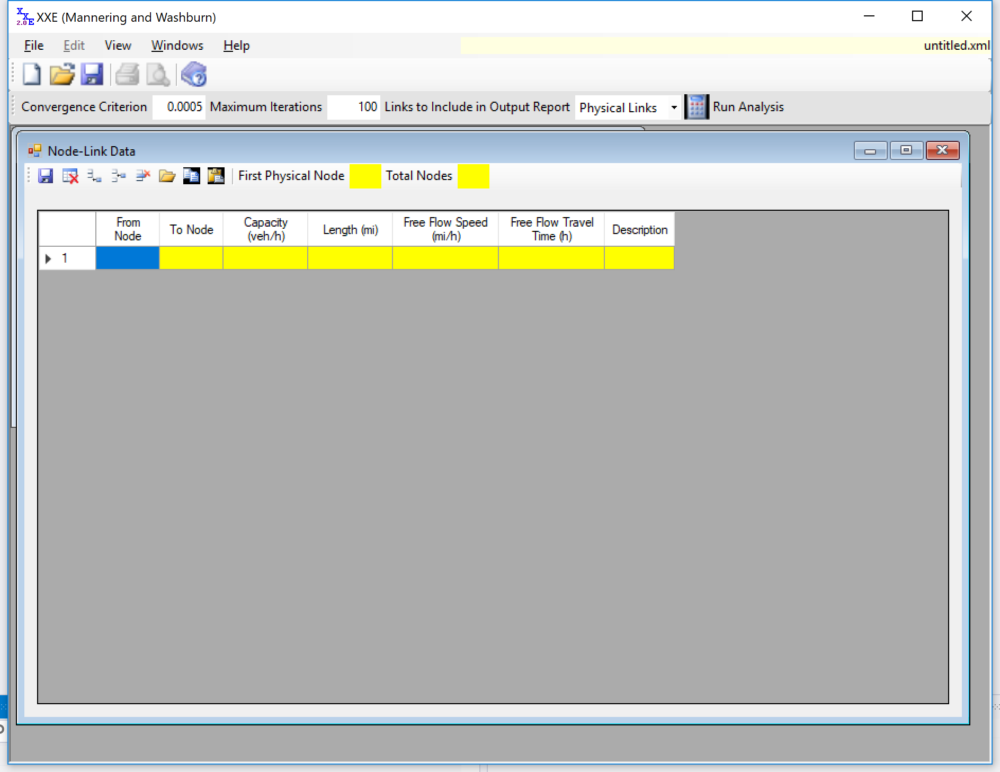 XXE (Mannering and Washburn)
File Edit View Windows Help untitled.xml
Convergence Criterion 0.0005 Maximum Iterations 100 Links to Include in Output Report Physical Links Run Analysis
Node-Link Data
First Physical Node Total Nodes
From Node To Node Capacity (veh/h) Length (mi) Free Flow Speed (mi/h) Free Flow Travel Time (h) Description
1